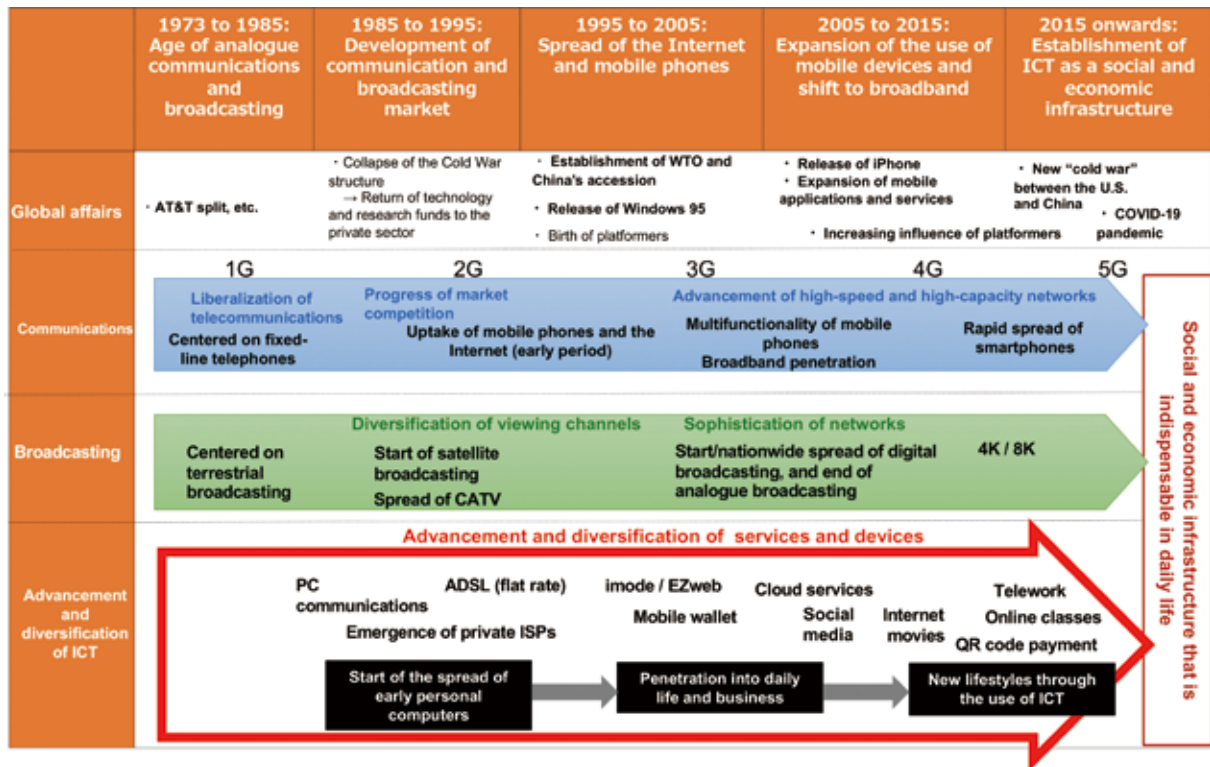 1973 to 1985:
Age of analogue
communications
and
broadcasting
1985 to 1995:
Development of
communication and
broadcasting
market
1995 to 2005:
Spread of the Internet
and mobile phones
2005 to 2015:
Expansion of the use of
mobile devices and
shift to broadband
2015 onwards:
Establishment of
ICT as a social and
economic
infrastructure
Global affairs
・AT&T split, etc.
・Collapse of the Cold War
structure
→ Return of technology
and research funds to the
private sector
・Establishment of WTO and
China's accession
・Release of Windows 95
・Birth of platformers
・Release of iPhone
・Expansion of mobile
applications and services
・Increasing influence of platformers
・New “cold war”
between the U.S.
and China
・COVID-19
pandemic
1G
2G
3G
4G
5G
Communications
Liberalization of
telecommunications
Centered on fixed-
line telephones
Progress of market
competition
Uptake of mobile phones and the
Internet (early period)
Advancement of high-speed and high-capacity networks
Multifunctionality of mobile
phones
Broadband penetration
Rapid spread of
smartphones
Broadcasting
Centered on
terrestrial
broadcasting
Diversification of viewing channels
Start of satellite
broadcasting
Spread of CATV
Sophistication of networks
Start/nationwide spread of digital
broadcasting, and end of
analogue broadcasting
4K / 8K
Advancement
and
diversification
of ICT
Advancement and diversification of services and devices
PC
communications
ADSL (flat rate)
Emergence of private ISPs
imode / EZweb
Mobile wallet
Cloud services
Social
media
Internet
movies
Telework
Online classes
QR code payment
Start of the spread of
early personal
computers
Penetration into daily
life and business
New lifestyles through
the use of ICT
Social and economic infrastructure that is
indispensable in daily life